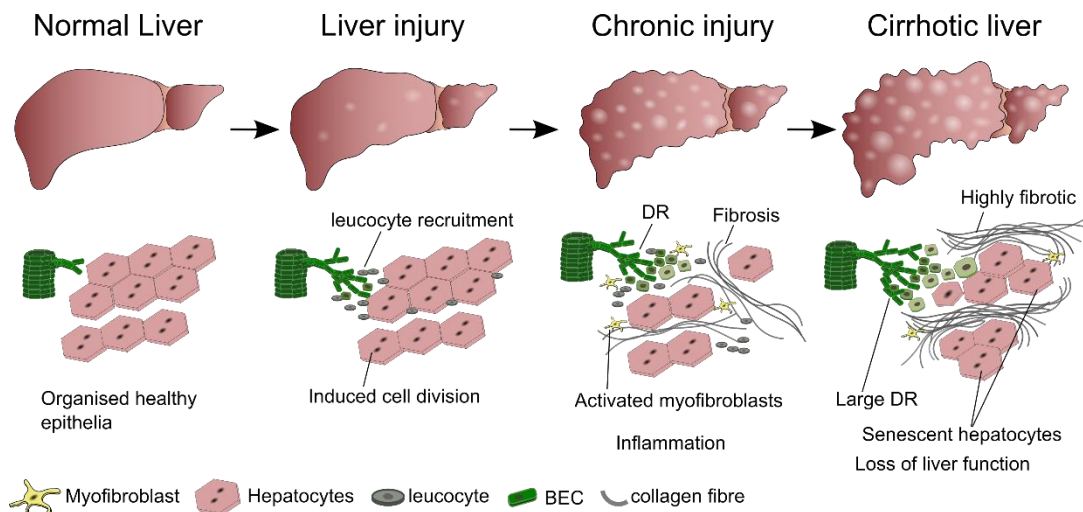 Normal Liver
Liver injury
Chronic injury
Cirrhotic liver
leucocyte recruitment
DR
Fibrosis
Highly fibrotic
Organised healthy
epithelia
Induced cell division
Activated myofibroblasts
Inflammation
Large DR
Senescent hepatocytes
Loss of liver function
Myofibroblast
Hepatocytes
leucocyte
BEC
collagen fibre